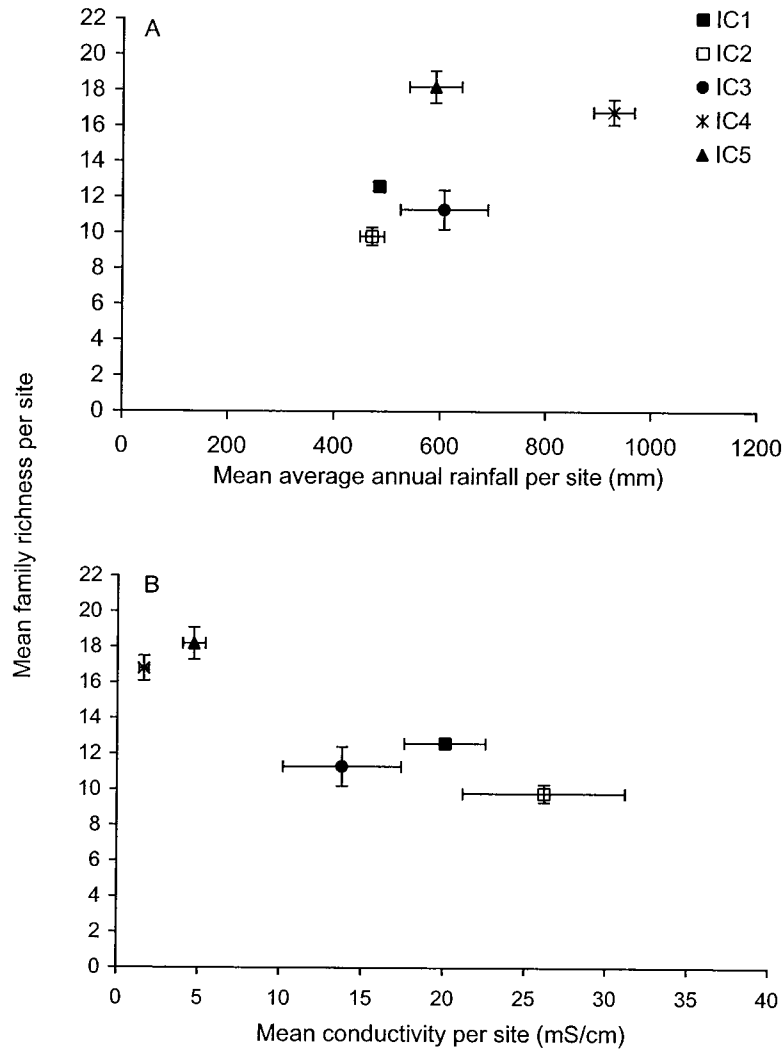 A
22
20
18
16
14
12
10
8
6
4
2
0
0 200 400 600 800 1000 1200
Mean average annual rainfall per site (mm)
IC1
IC2
IC3
IC4
IC5
Mean family richness per site
B
22
20
18
16
14
12
10
8
6
4
2
0
0 5 10 15 20 25 30 35 40
Mean conductivity per site (mS/cm)